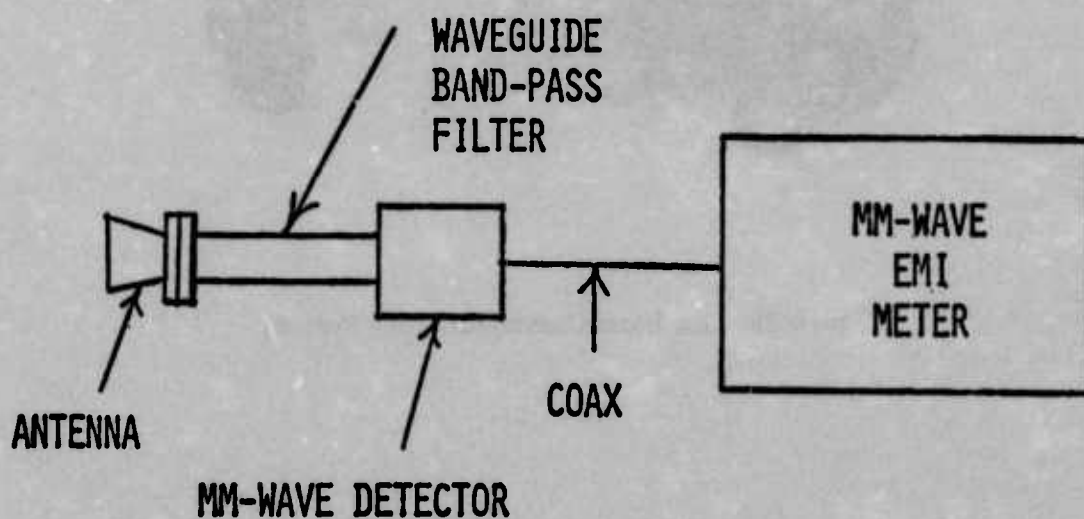 WAVEGUIDE
BAND-PASS
FILTER
MM-WAVE
EMI
METER
ANTENNA
COAX
MM-WAVE DETECTOR